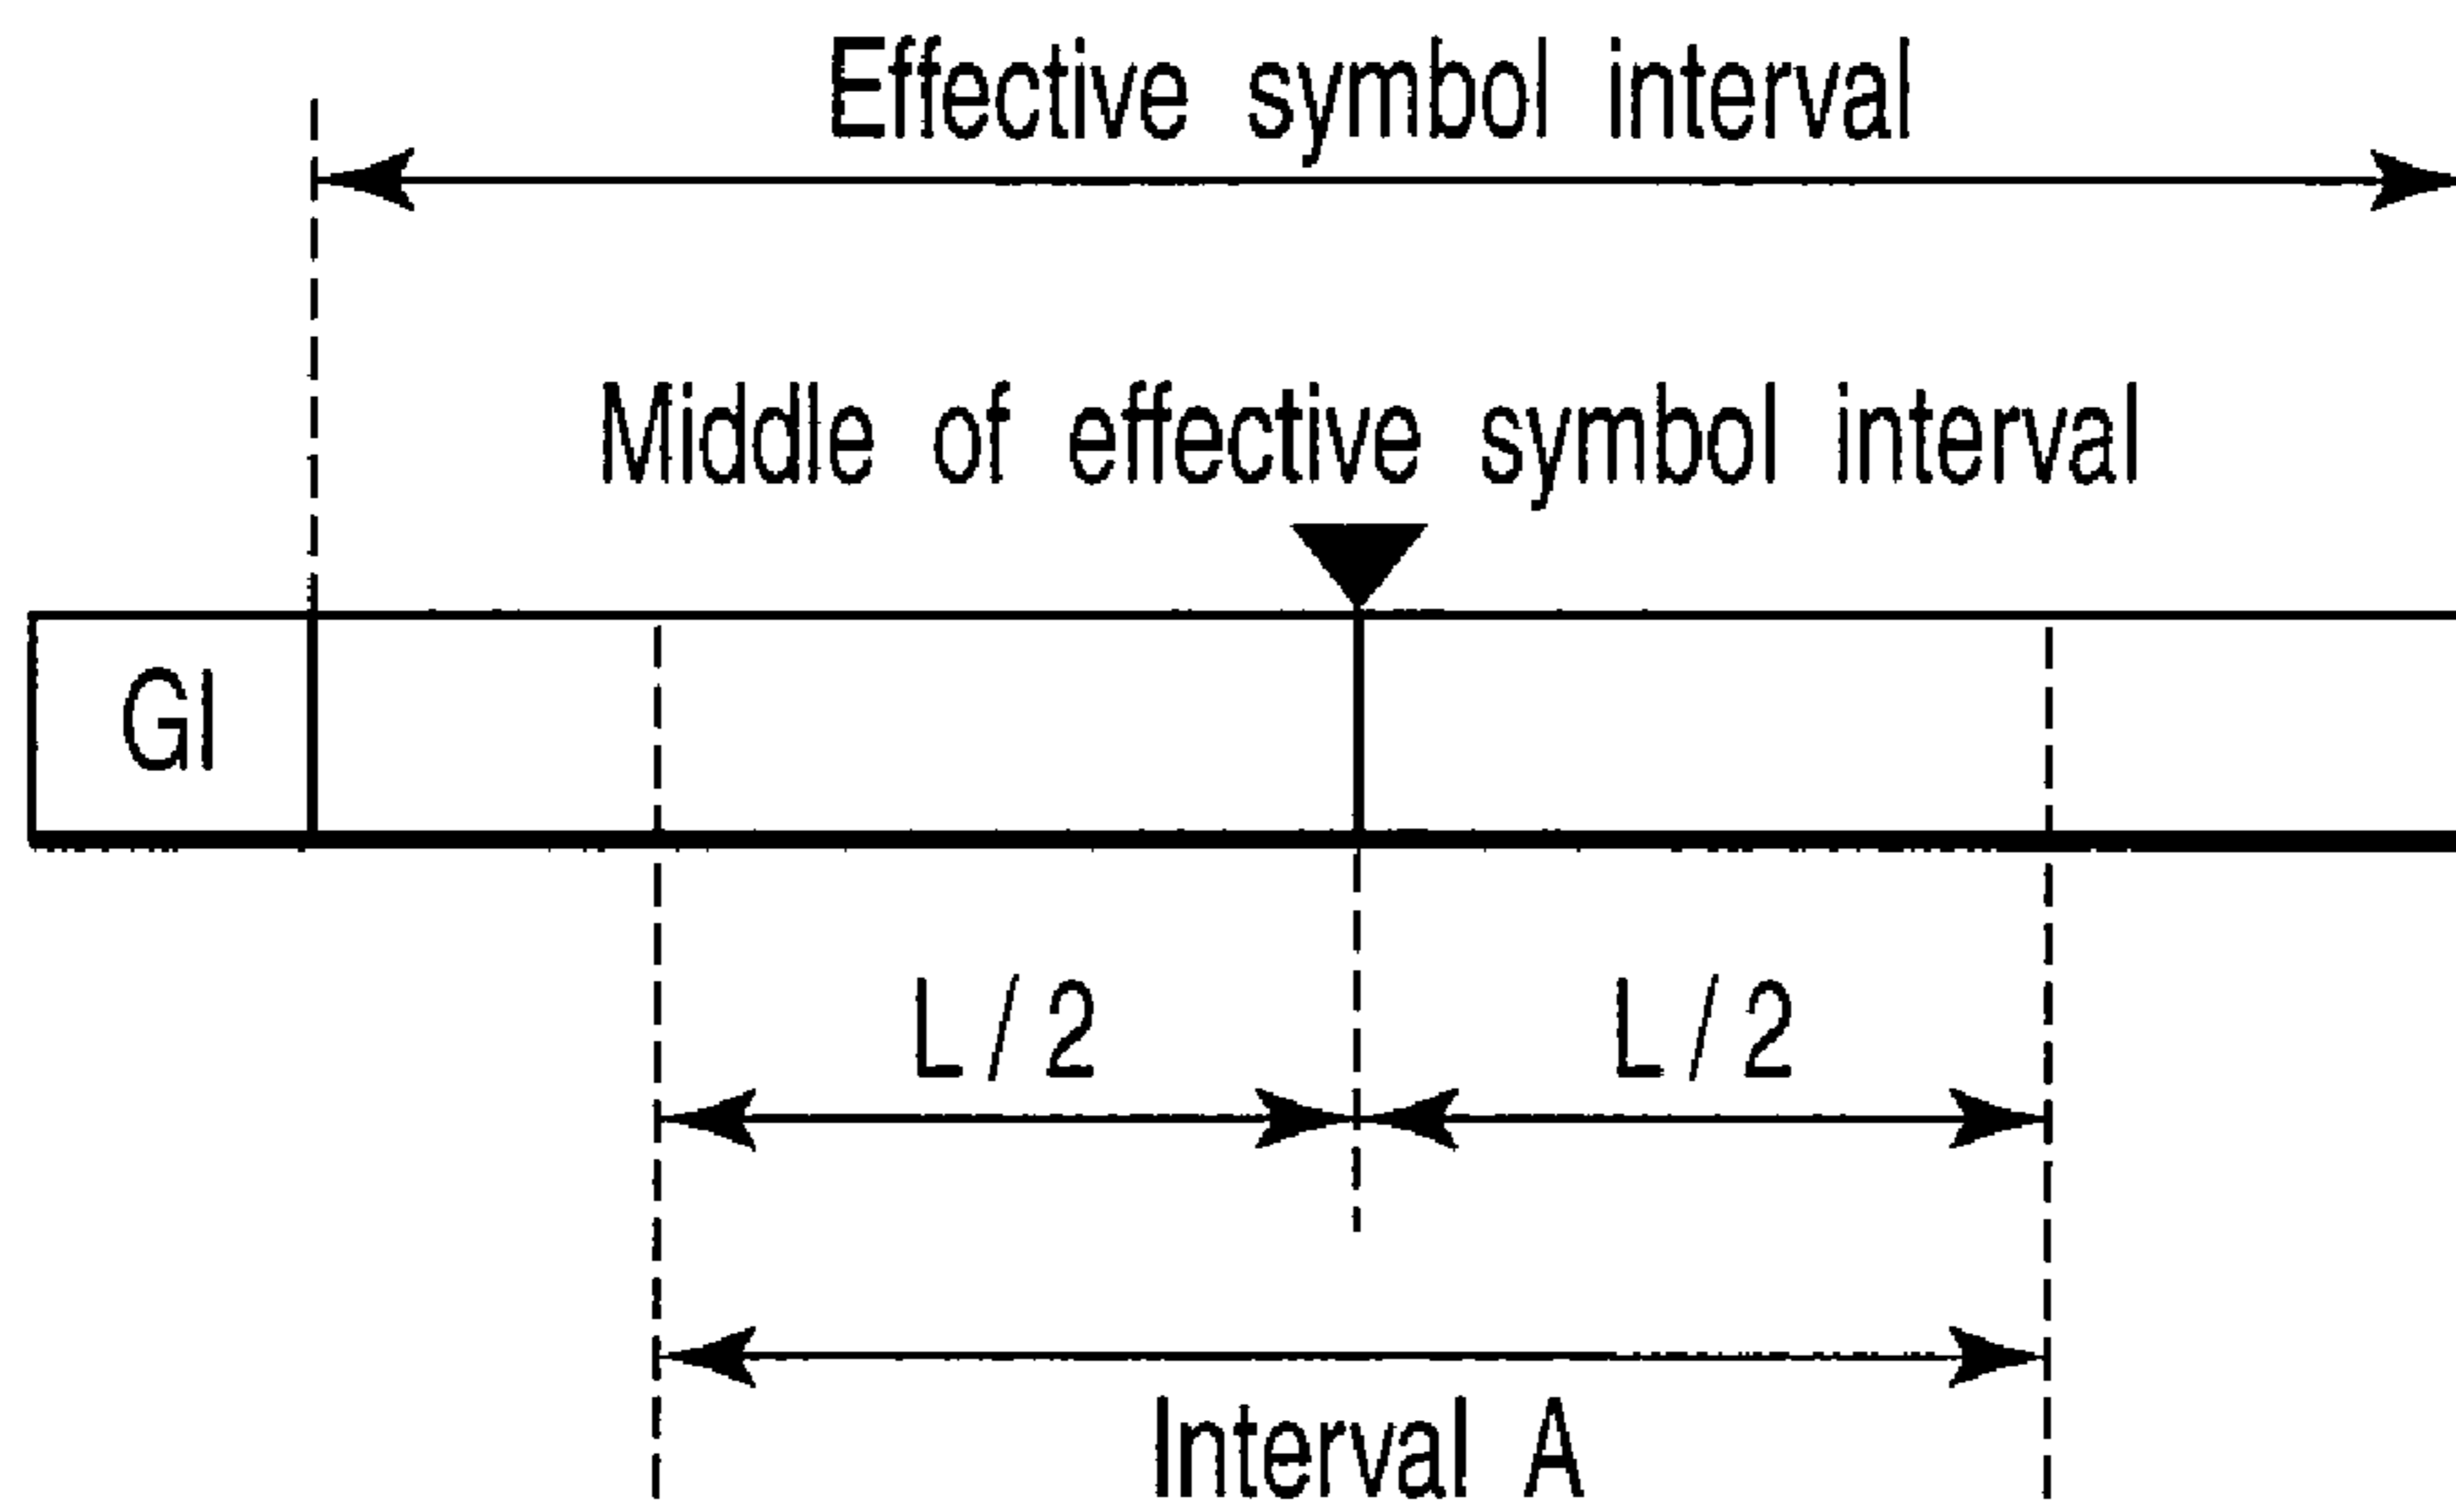 Effective symbol interval
Middle of effective symbol interval
GI
L/2 L/2
Interval A